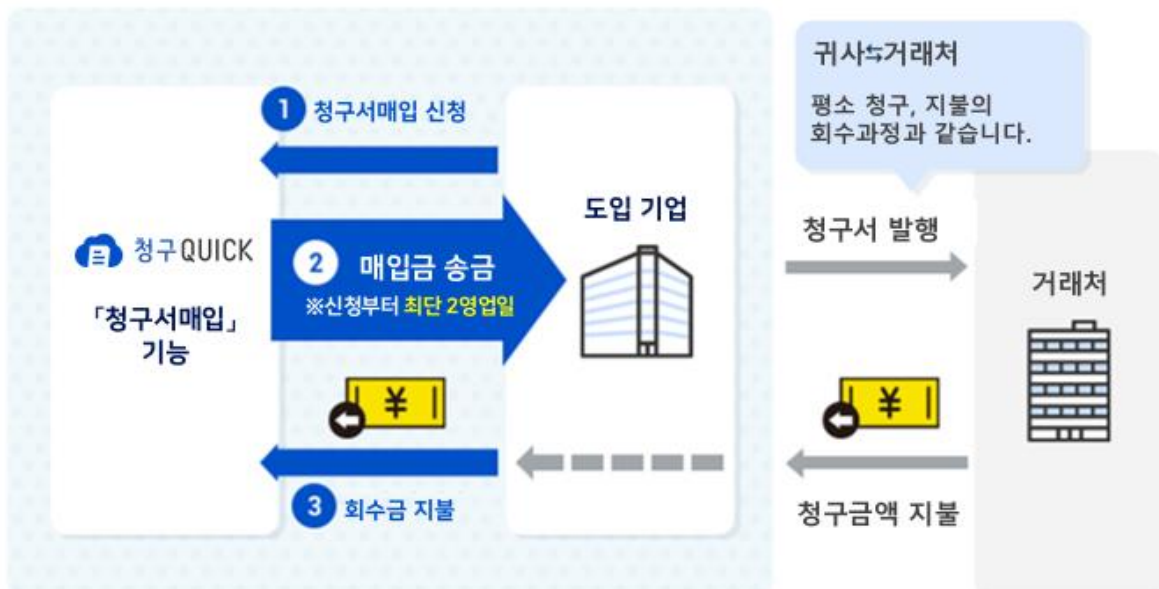 귀사⇆거래처
평소 청구, 지불의
회수과정과 같습니다.
1 청구서매입 신청
도입 기업
청구서 발행
청구QUICK
「청구서매입」
기능
2 매입금 송금
※신청부터 최단 2영업일
거래처
¥
¥
3 회수금 지불
청구금액 지불